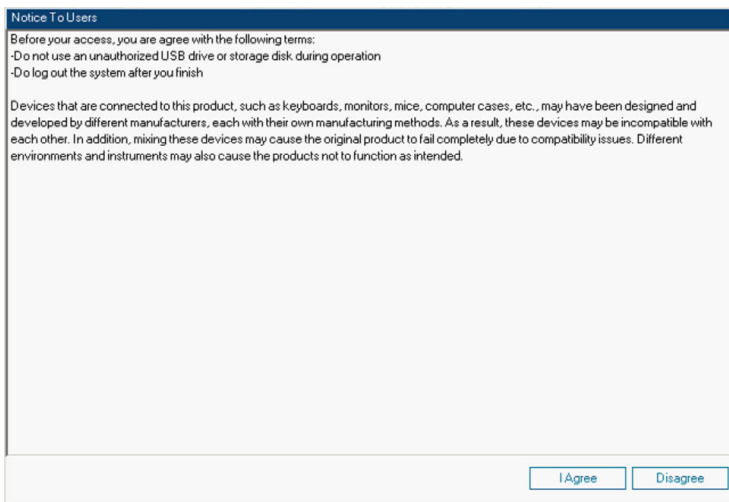 Notice To Users
Before your access, you are agree with the following terms:
-Do not use an unauthorized USB drive or storage disk during operation
-Do log out the system after you finish
Devices that are connected to this product, such as keyboards, monitors, mice, computer cases, etc., may have been designed and
developed by different manufacturers, each with their own manufacturing methods. As a result, these devices may be incompatible with
each other. In addition, mixing these devices may cause the original product to fail completely due to compatibility issues. Different
environments and instruments may also cause the products not to function as intended.
I Agree
Disagree